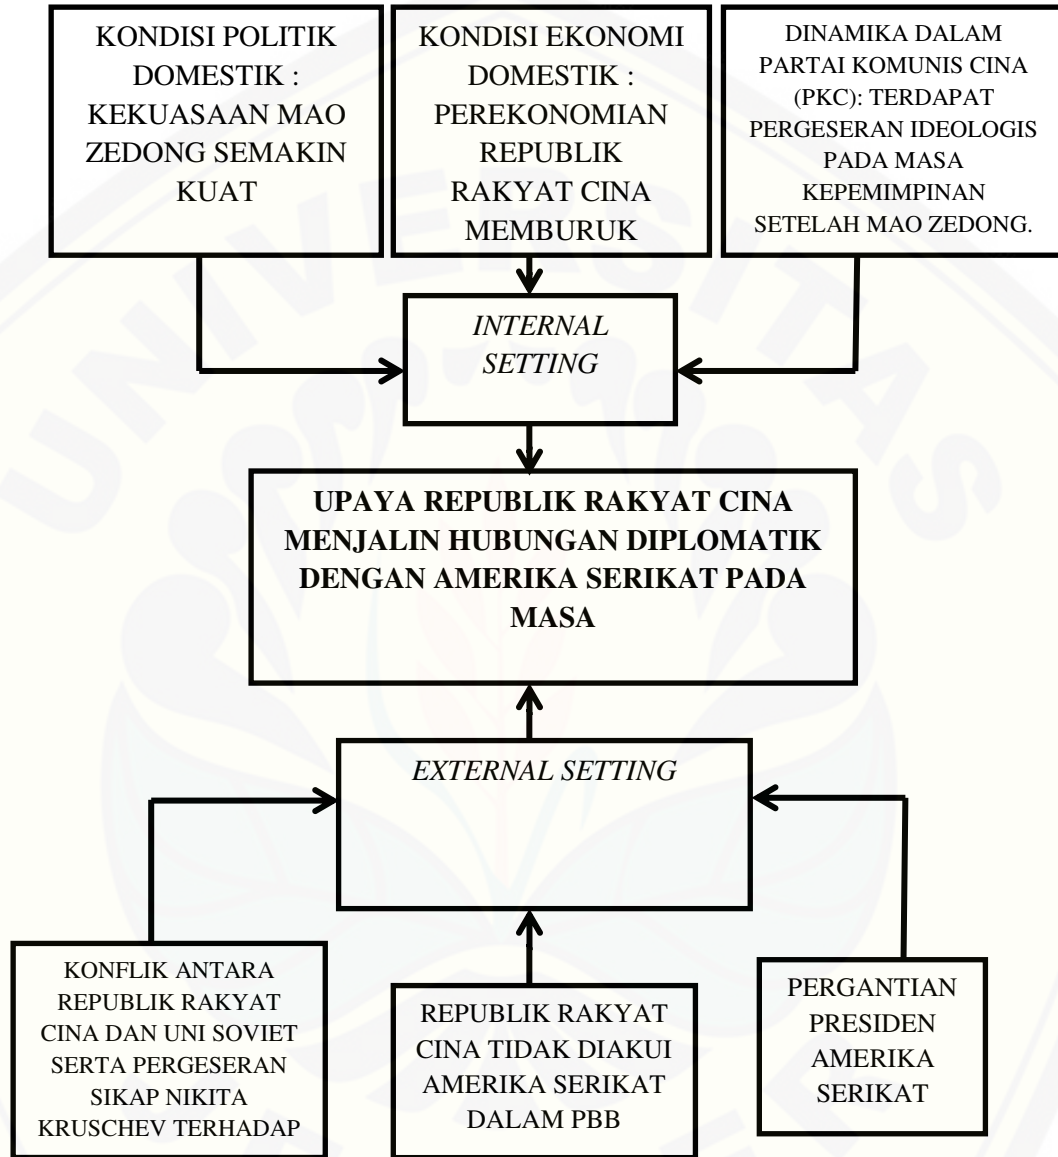 KONDISI POLITIK
DOMESTIK :
KEKUASAAN MAO
ZEDONG SEMAKIN
KUAT
KONDISI EKONOMI
DOMESTIK :
PEREKONOMIAN
REPUBLIK
RAKYAT CINA
MEMBURUK
DINAMIKA DALAM
PARTAI KOMUNIS CINA
(PKC): TERDAPAT
PERGESERAN IDEOLOGIS
PADA MASA
KEPEMIMPINAN
SETELAH MAO ZEDONG.
INTERNAL
SETTING
UPAYA REPUBLIK RAKYAT CINA
MENJALIN HUBUNGAN DIPLOMATIK
DENGAN AMERIKA SERIKAT PADA
MASA
EXTERNAL SETTING
KONFLIK ANTARA
REPUBLIK RAKYAT
CINA DAN UNI SOVIET
SERTA PERGESERAN
SIKAP NIKITA
KRUSCHEV TERHADAP
REPUBLIK RAKYAT
CINA TIDAK DIAKUI
AMERIKA SERIKAT
DALAM PBB
PERGANTIAN
PRESIDEN
AMERIKA
SERIKAT
UNIVERSITAS